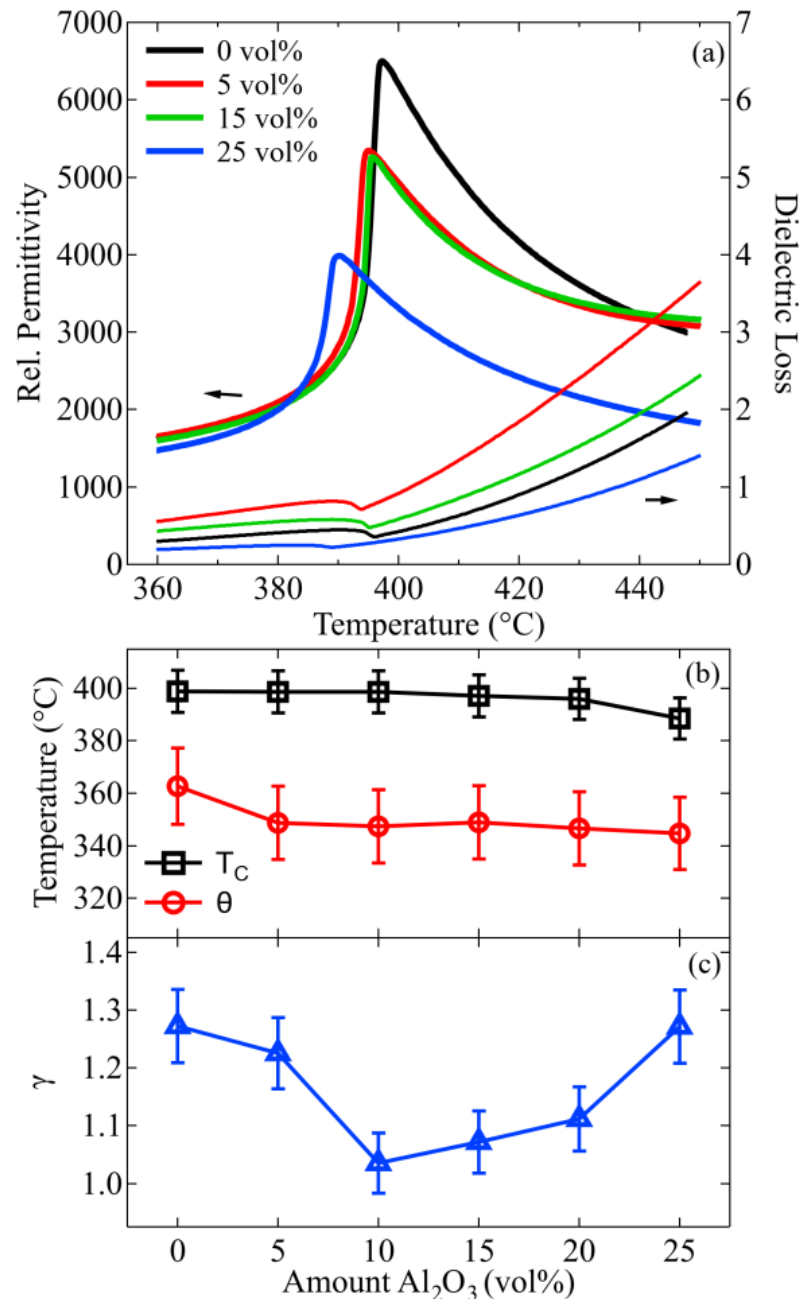 7000
6000
5000
4000
3000
2000
1000
0
Rel. Permittivity
0 vol%
5 vol%
15 vol%
25 vol%
(a)
7
6
5
4
3
2
1
0
Dielectric Loss
360
380
400
420
440
Temperature (°C)
400
380
360
340
320
Temperature (°C)
(b)
T_C
θ
1.4
1.3
1.2
1.1
1.0
γ
(c)
0
5
10
15
20
25
Amount Al₂O₃ (vol%)